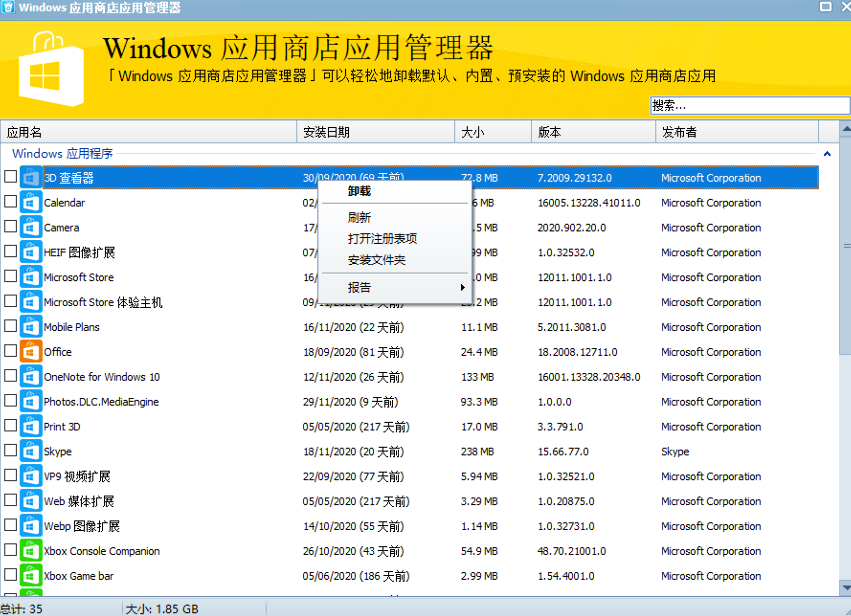 Windows 应用商店应用管理器
Windows 应用商店应用管理器
「Windows 应用商店应用管理器」可以轻松地卸载默认、内置、预安装的 Windows 应用商店应用
搜索...
应用名 安装日期 大小 版本 发布者
Windows 应用程序
3D 查看器 30/09/2020 (69 天前) 72.8 MB 7.2009.29132.0 Microsoft Corporation
卸载
Calendar 02/ MB 16005.13228.41011.0 Microsoft Corporation
刷新
Camera 17/ .5 MB 2020.902.20.0 Microsoft Corporation
打开注册表项
HEIF 图像扩展 07/ 99 MB 1.0.32532.0 Microsoft Corporation
安装文件夹
Microsoft Store 16/ .0 MB 12011.1001.1.0 Microsoft Corporation
报告
Microsoft Store 体验主机 .2 MB 12011.1001.1.0 Microsoft Corporation
Mobile Plans 16/11/2020 (22 天前) 11.1 MB 5.2011.3081.0 Microsoft Corporation
Office 18/09/2020 (81 天前) 24.4 MB 18.2008.12711.0 Microsoft Corporation
OneNote for Windows 10 12/11/2020 (26 天前) 133 MB 16001.13328.20348.0 Microsoft Corporation
Photos.DLC.MediaEngine 29/11/2020 (9 天前) 93.3 MB 1.0.0.0 Microsoft Corporation
Print 3D 05/05/2020 (217 天前) 17.0 MB 3.3.791.0 Microsoft Corporation
Skype 18/11/2020 (20 天前) 238 MB 15.66.77.0 Skype
VP9 视频扩展 22/09/2020 (77 天前) 5.94 MB 1.0.32521.0 Microsoft Corporation
Web 媒体扩展 05/05/2020 (217 天前) 3.29 MB 1.0.20875.0 Microsoft Corporation
Webp 图像扩展 14/10/2020 (55 天前) 1.14 MB 1.0.32731.0 Microsoft Corporation
Xbox Console Companion 26/10/2020 (43 天前) 54.9 MB 48.70.21001.0 Microsoft Corporation
Xbox Game bar 05/06/2020 (186 天前) 2.99 MB 1.54.4001.0 Microsoft Corporation
总计: 35 大小: 1.85 GB